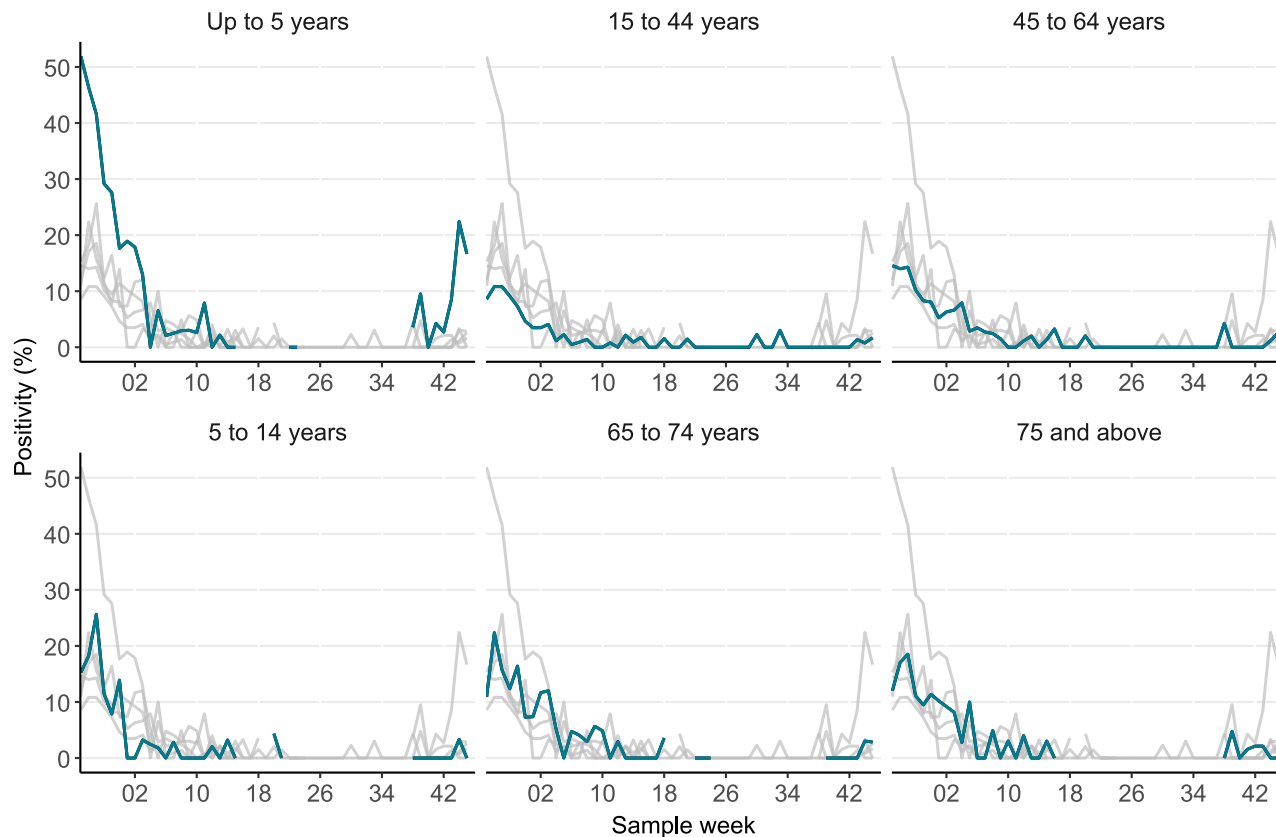 Up to 5 years
15 to 44 years
45 to 64 years
50
40
30
20
10
0
02 10 18 26 34 42
02 10 18 26 34 42
02 10 18 26 34 42
Positivity (%)
5 to 14 years
65 to 74 years
75 and above
50
40
30
20
10
0
02 10 18 26 34 42
02 10 18 26 34 42
02 10 18 26 34 42
Sample week